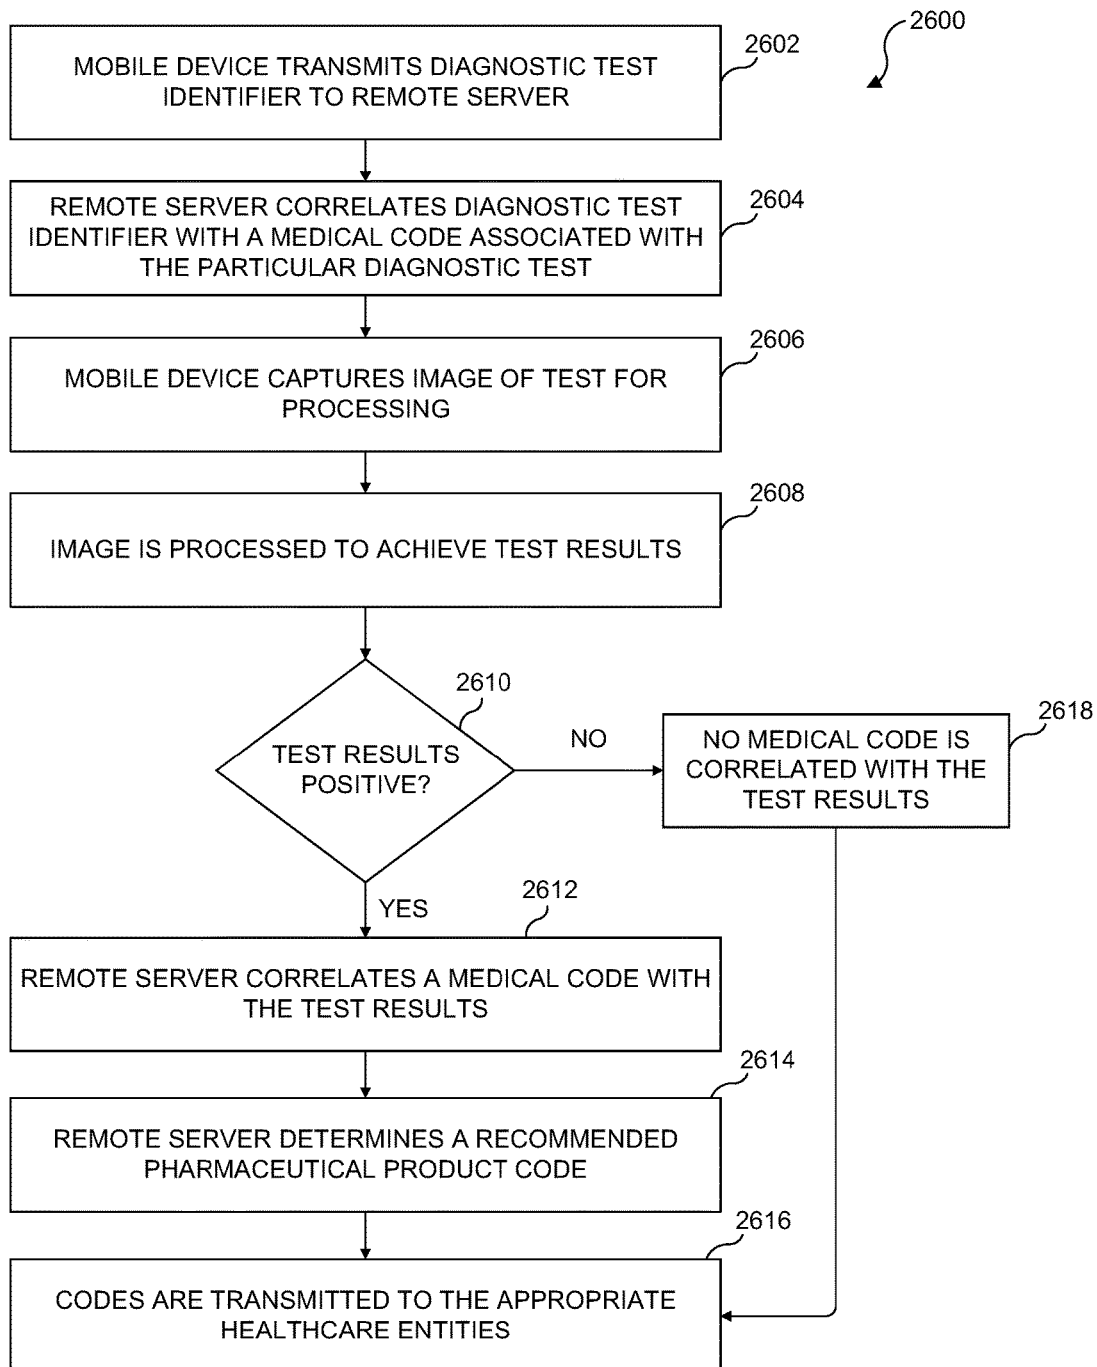 2600
2602
MOBILE DEVICE TRANSMITS DIAGNOSTIC TEST
IDENTIFIER TO REMOTE SERVER
2604
REMOTE SERVER CORRELATES DIAGNOSTIC TEST
IDENTIFIER WITH A MEDICAL CODE ASSOCIATED WITH
THE PARTICULAR DIAGNOSTIC TEST
2606
MOBILE DEVICE CAPTURES IMAGE OF TEST FOR
PROCESSING
2608
IMAGE IS PROCESSED TO ACHIEVE TEST RESULTS
2610
TEST RESULTS
POSITIVE?
NO
2618
NO MEDICAL CODE IS
CORRELATED WITH THE
TEST RESULTS
YES
2612
REMOTE SERVER CORRELATES A MEDICAL CODE WITH
THE TEST RESULTS
2614
REMOTE SERVER DETERMINES A RECOMMENDED
PHARMACEUTICAL PRODUCT CODE
2616
CODES ARE TRANSMITTED TO THE APPROPRIATE
HEALTHCARE ENTITIES